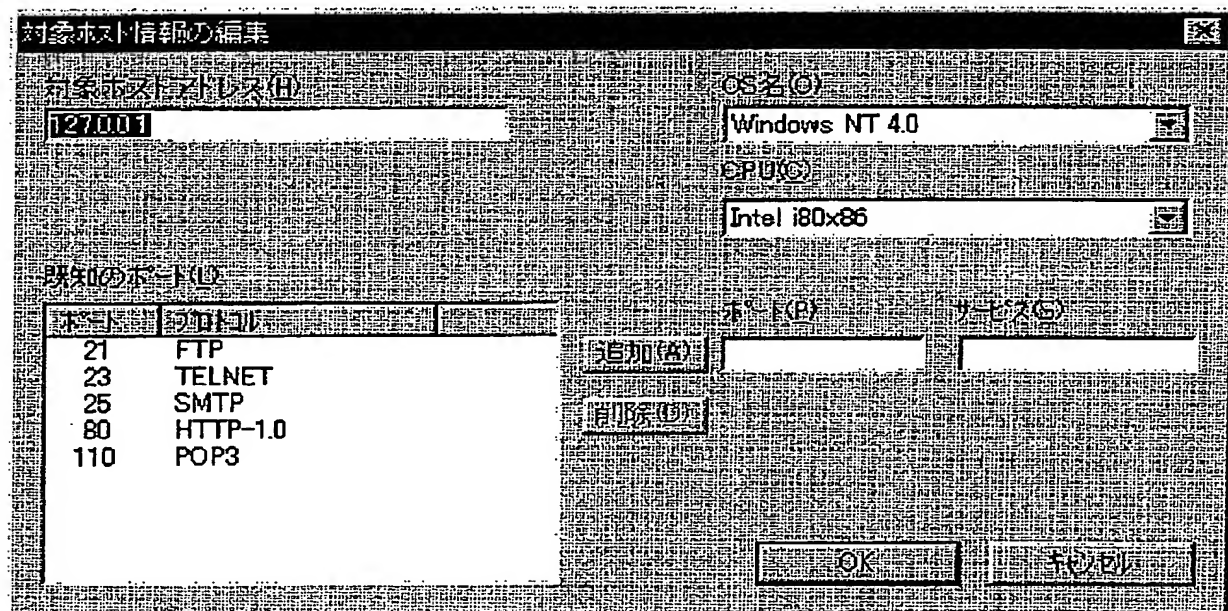 対象ホスト情報の編集
対象ホストアドレス(H)
127.0.0.1
OS名(O)
Windows NT 4.0
CPU(C)
Intel i80x86
既知のポート(L)
ポート プロトコル
21 FTP
23 TELNET
25 SMTP
80 HTTP-1.0
110 POP3
追加(A)
削除(D)
ポート(P)
サービス(S)
OK
キャンセル